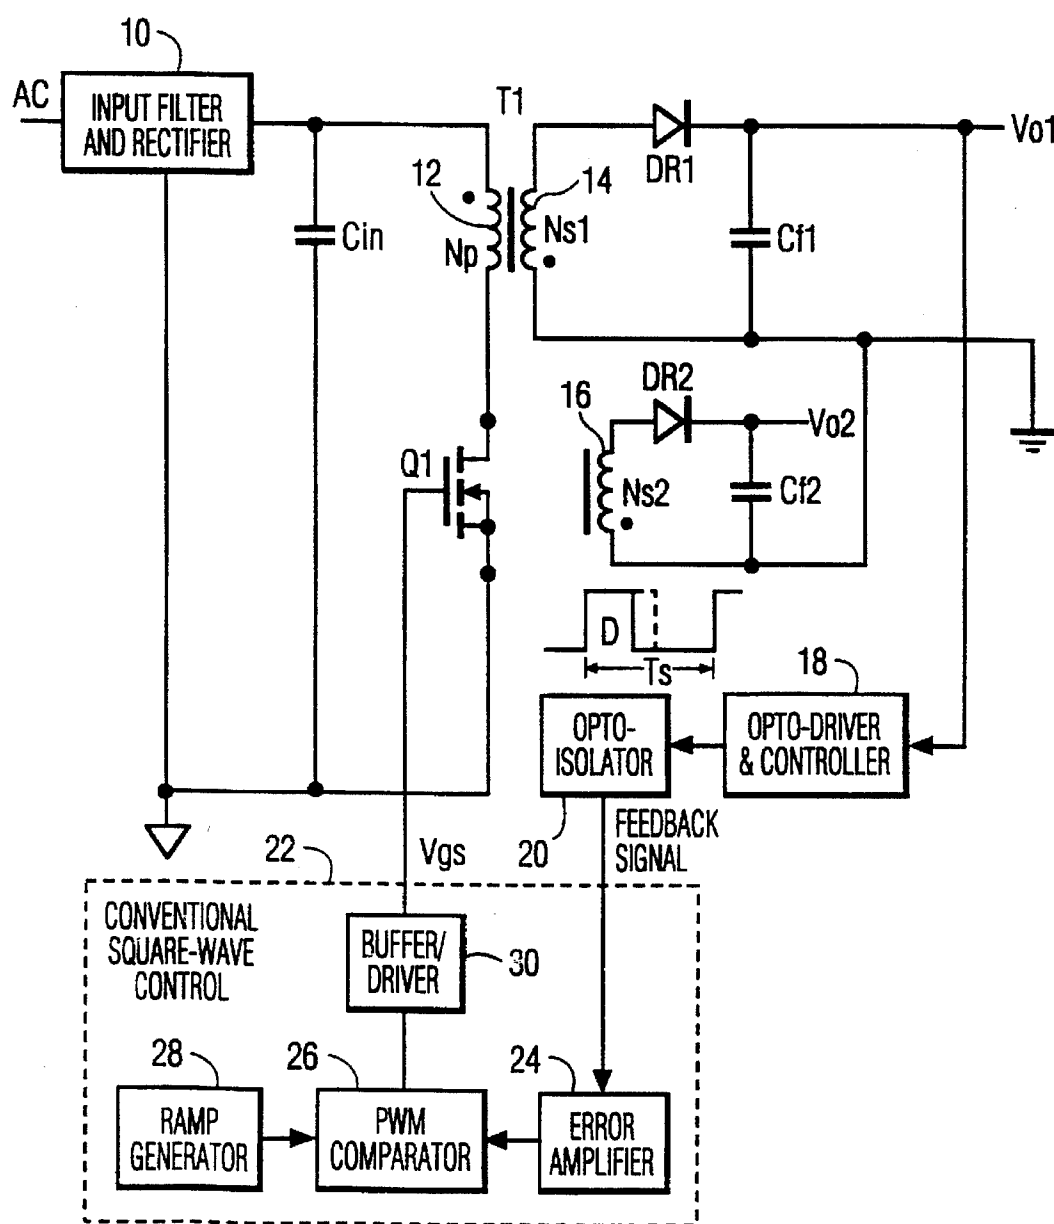 10
AC
INPUT FILTER
AND RECTIFIER
T1
DR1
Vo1
12
14
Cin
Np
Ns1
Cf1
DR2
16
Vo2
Q1
Ns2
Cf2
D
Ts
18
OPTO-
ISOLATOR
OPTO-DRIVER
& CONTROLLER
20
FEEDBACK
SIGNAL
Vgs
22
CONVENTIONAL
SQUARE-WAVE
CONTROL
BUFFER/
DRIVER
30
28
26
24
RAMP
GENERATOR
PWM
COMPARATOR
ERROR
AMPLIFIER